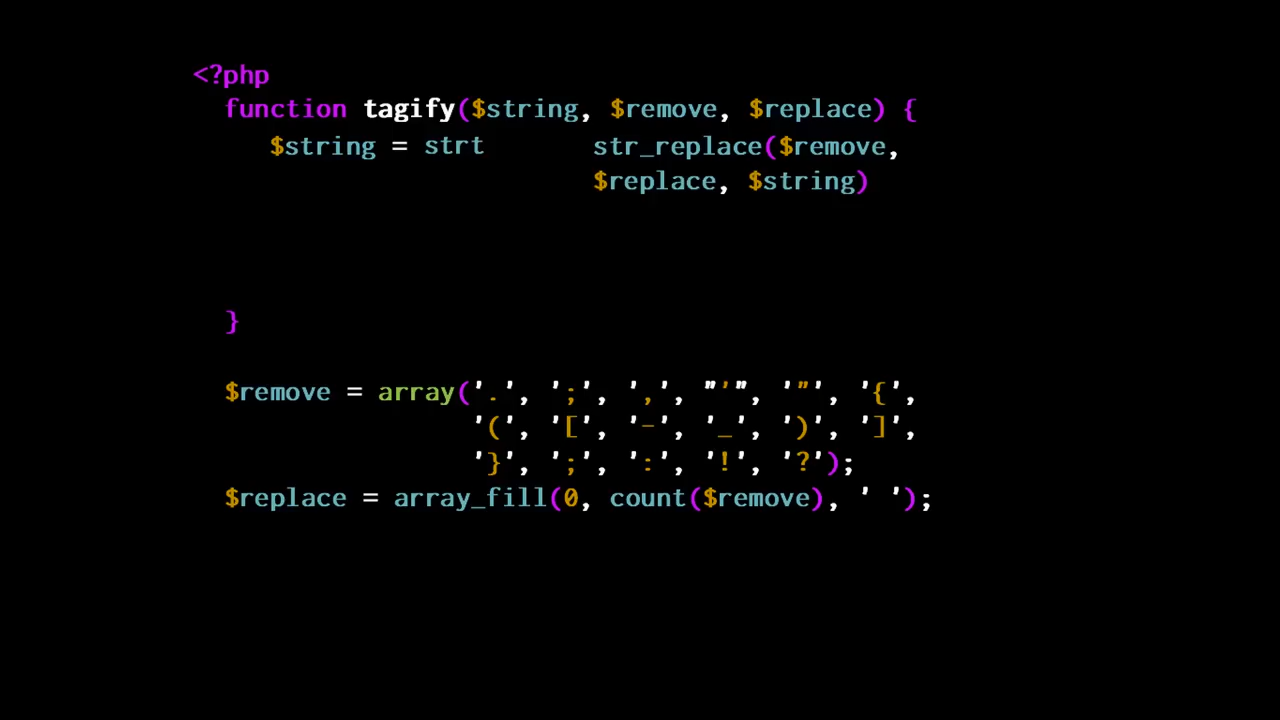 <?php
function tagify($string, $remove, $replace) {
$string = strt str_replace($remove,
$replace, $string)
}
$remove = array('.', ';', ',', "'", '"', '{',
'(', '[', '-', '_', ')', ']',
'}', ';', ':', '!', '?');
$replace = array_fill(0, count($remove), ' ');